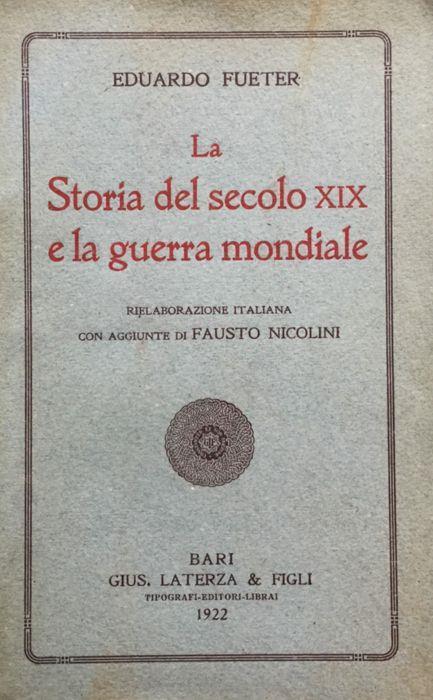 EDUARDO FUETER
La
Storia del secolo XIX
e la guerra mondiale
RIELABORAZIONE ITALIANA
CON AGGIUNTE DI FAUSTO NICOLINI
BARI
GIUS. LATERZA & FIGLI
TIPOGRAFI-EDITORI-LIBRAI
1922